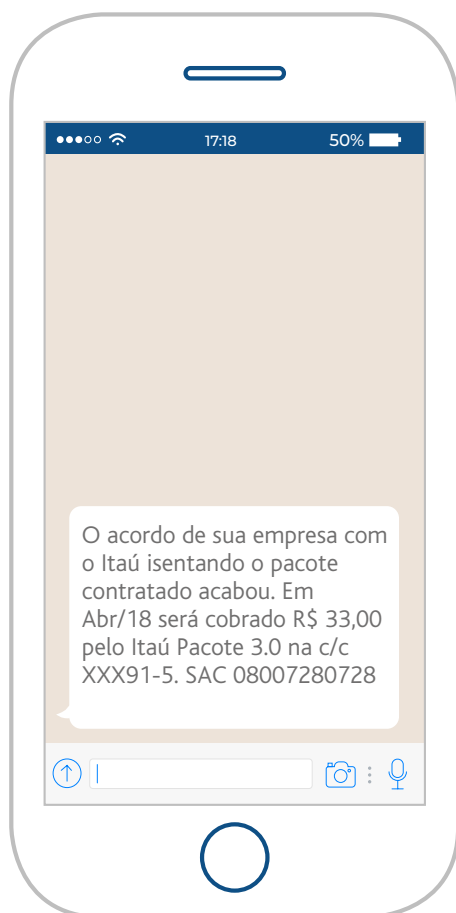 17:18
50%
O acordo de sua empresa com
o Itaú isentando o pacote
contratado acabou. Em
Abr/18 será cobrado R$ 33,00
pelo Itaú Pacote 3.0 na c/c
XXX91-5. SAC 08007280728